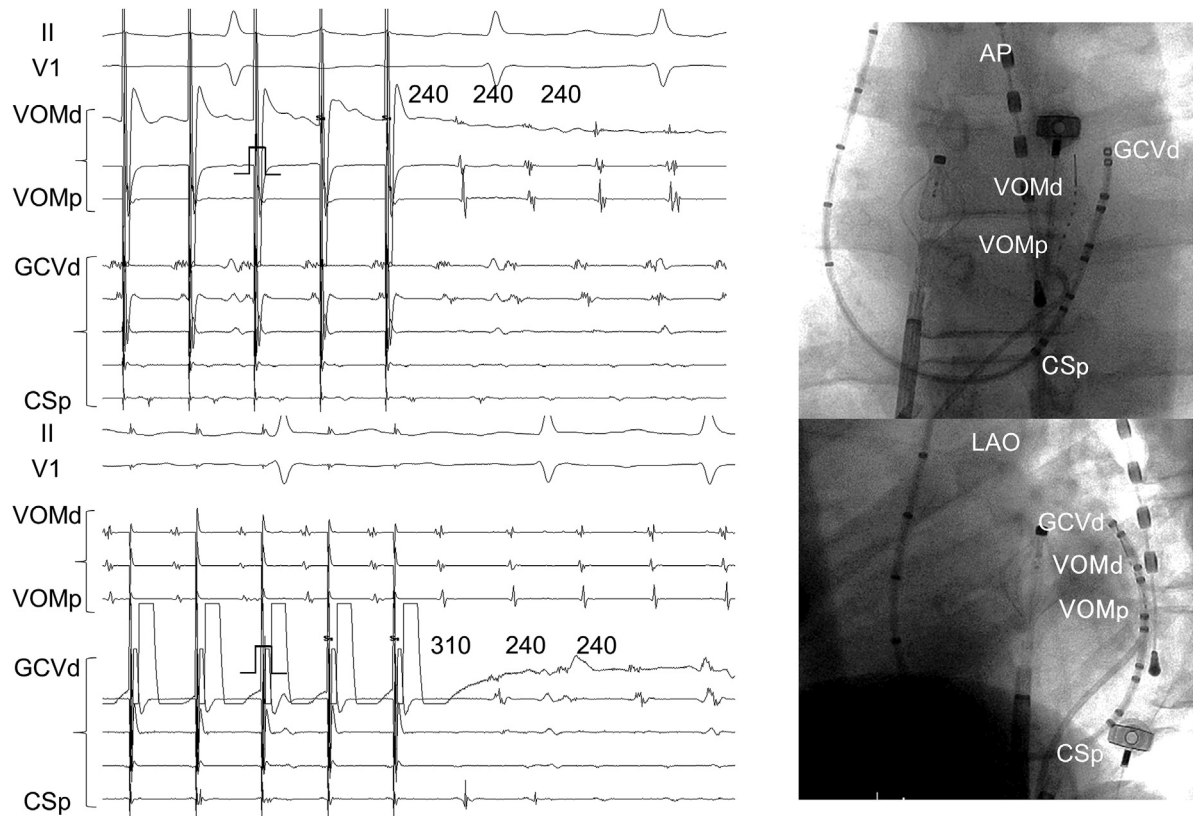 II
V1
VOMd
240 240 240
VOMp
GCVd
CSp
II
V1
VOMd
VOMp
310 240 240
GCVd
CSp
AP
GCVd
VOMd
VOMp
CSp
LAO
GCVd
VOMd
VOMp
CSp